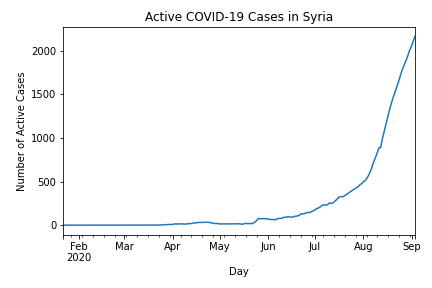 Active COVID-19 Cases in Syria
Number of Active Cases
2000
1500
1000
500
0
Feb Mar Apr May Jun Jul Aug Sep
2020
Day